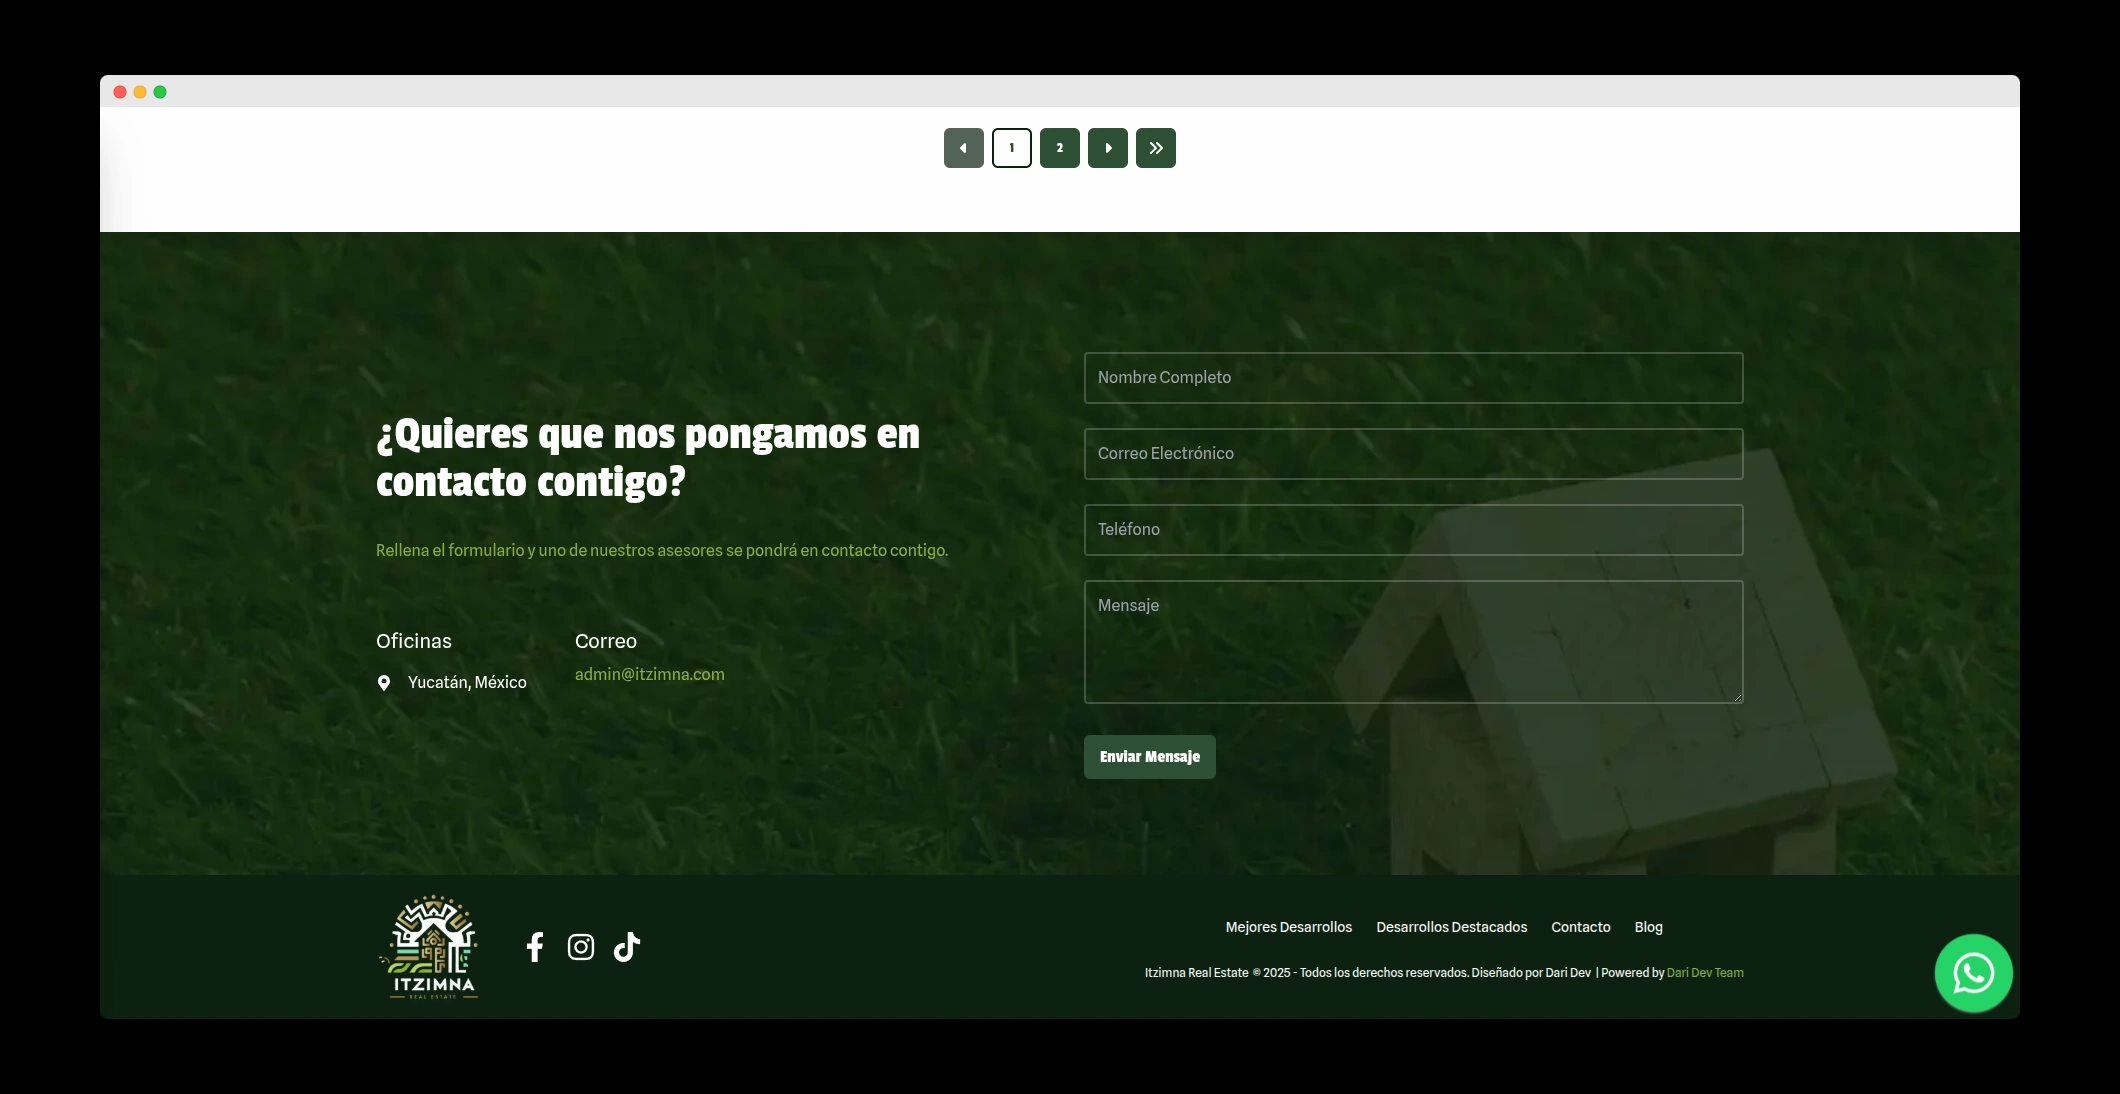 1
2
¿Quieres que nos pongamos en
contacto contigo?
Rellena el formulario y uno de nuestros asesores se pondrá en contacto contigo.
Oficinas
Yucatán, México
Correo
admin@itzimna.com
Nombre Completo
Correo Electrónico
Teléfono
Mensaje
Enviar Mensaje
ITZIMNA
REAL ESTATE
Mejores Desarrollos Desarrollos Destacados Contacto Blog
Itzimna Real Estate © 2025 - Todos los derechos reservados. Diseñado por Dari Dev | Powered by Dari Dev Team